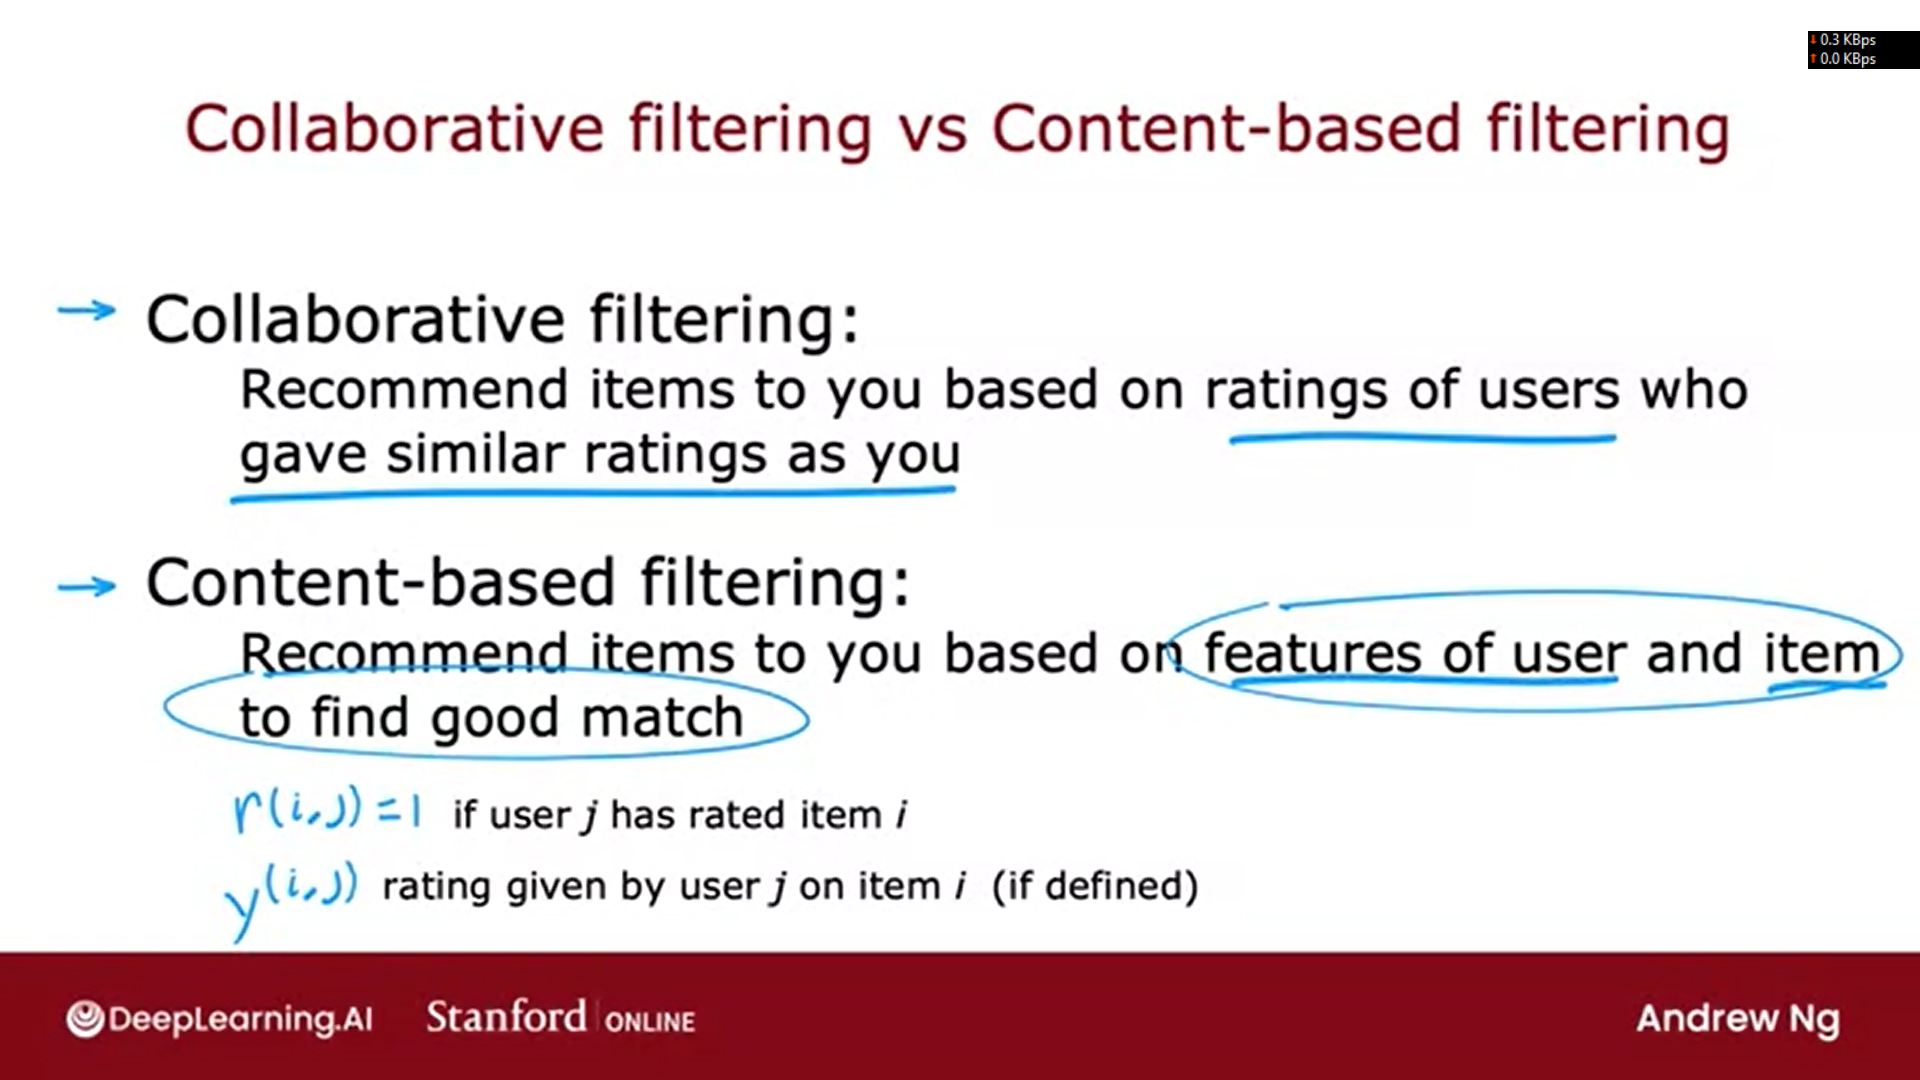 ↓ 0.3 KBps
↑ 0.0 KBps
Collaborative filtering vs Content-based filtering
→ Collaborative filtering:
Recommend items to you based on ratings of users who
gave similar ratings as you
→ Content-based filtering:
Recommend items to you based on features of user and item
to find good match
r(i,j)=1 if user j has rated item i
y^(i,j) rating given by user j on item i (if defined)
DeepLearning.AI Stanford | ONLINE Andrew Ng